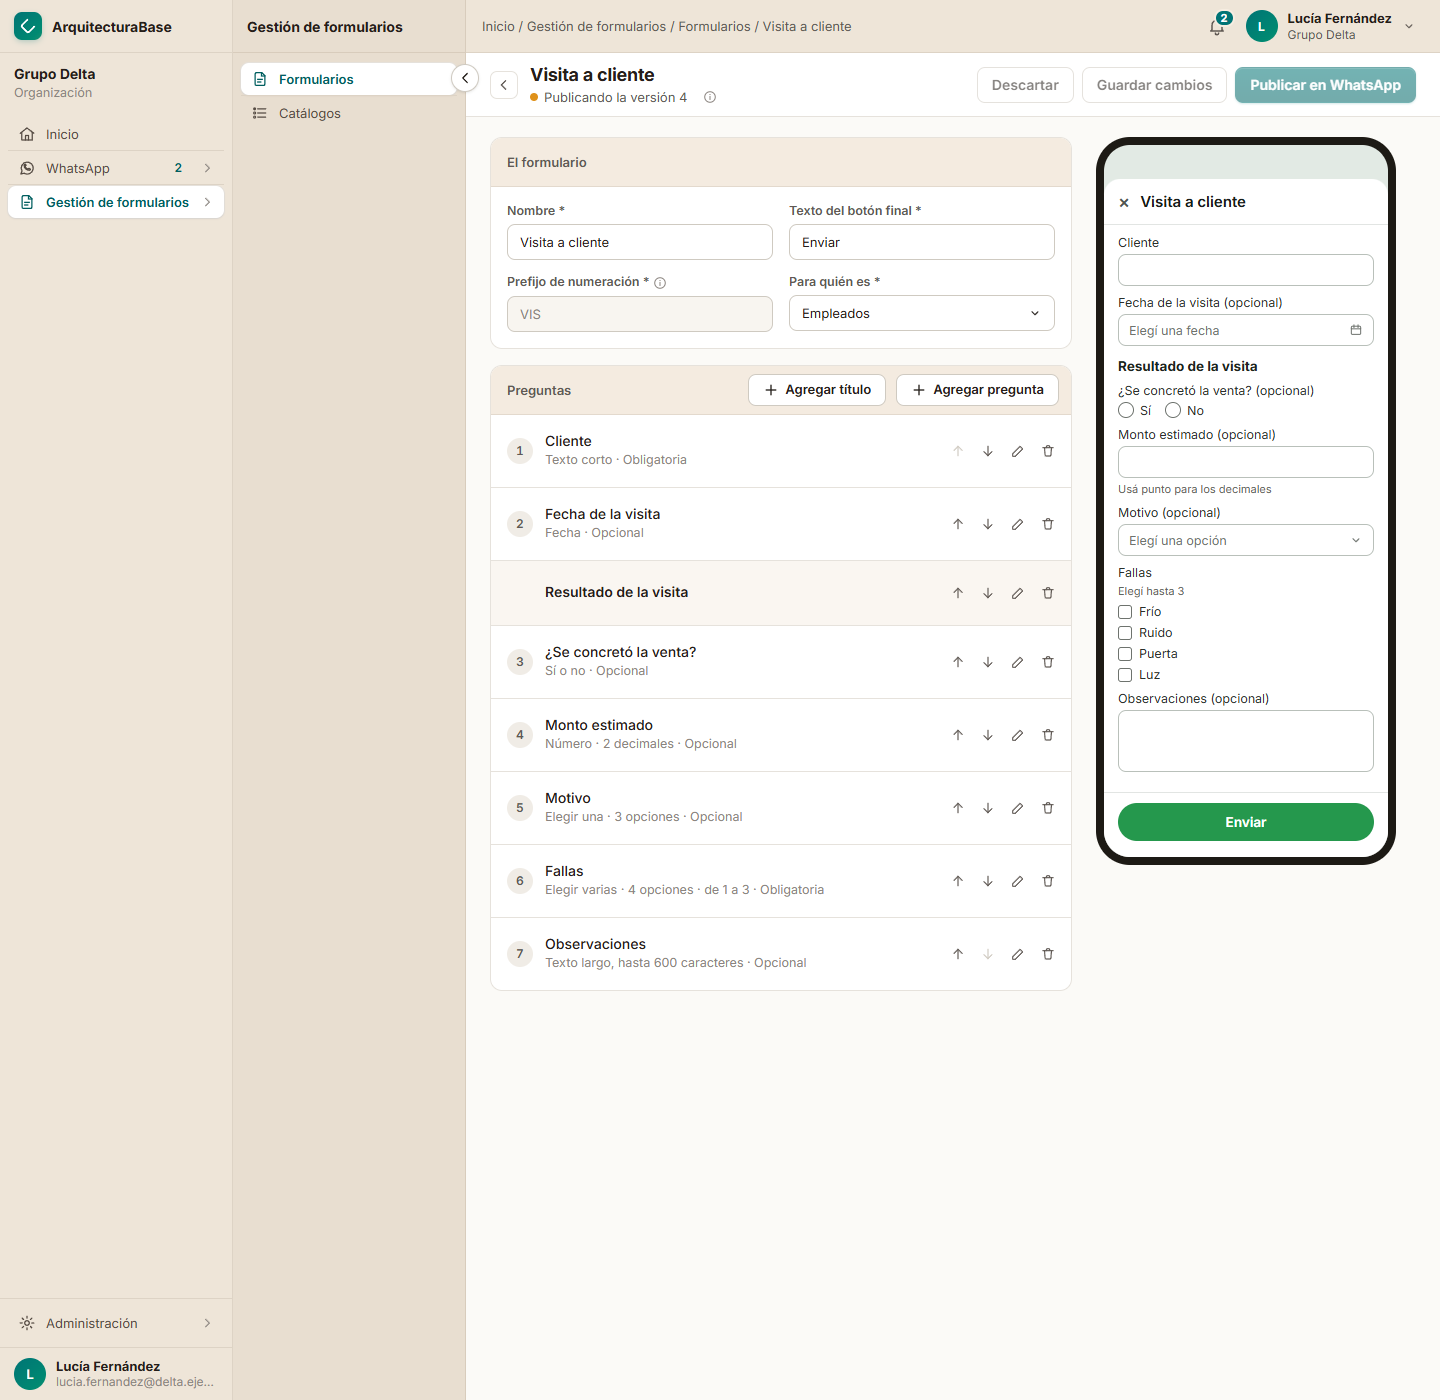 ArquitecturaBase
Grupo Delta
Organización
Inicio
WhatsApp 2
Gestión de formularios
Administración
L Lucía Fernández
lucia.fernandez@delta.eje...
Gestión de formularios
Formularios
Catálogos
Inicio / Gestión de formularios / Formularios / Visita a cliente
2
L Lucía Fernández
Grupo Delta
Visita a cliente
Publicando la versión 4
Descartar
Guardar cambios
Publicar en WhatsApp
El formulario
Nombre *
Visita a cliente
Texto del botón final *
Enviar
Prefijo de numeración *
VIS
Para quién es *
Empleados
Preguntas
Agregar título
Agregar pregunta
1 Cliente
Texto corto · Obligatoria
2 Fecha de la visita
Fecha · Opcional
Resultado de la visita
3 ¿Se concretó la venta?
Sí o no · Opcional
4 Monto estimado
Número · 2 decimales · Opcional
5 Motivo
Elegir una · 3 opciones · Opcional
6 Fallas
Elegir varias · 4 opciones · de 1 a 3 · Obligatoria
7 Observaciones
Texto largo, hasta 600 caracteres · Opcional
Visita a cliente
Cliente
Fecha de la visita (opcional)
Elegí una fecha
Resultado de la visita
¿Se concretó la venta? (opcional)
Sí No
Monto estimado (opcional)
Usá punto para los decimales
Motivo (opcional)
Elegí una opción
Fallas
Elegí hasta 3
Frío
Ruido
Puerta
Luz
Observaciones (opcional)
Enviar